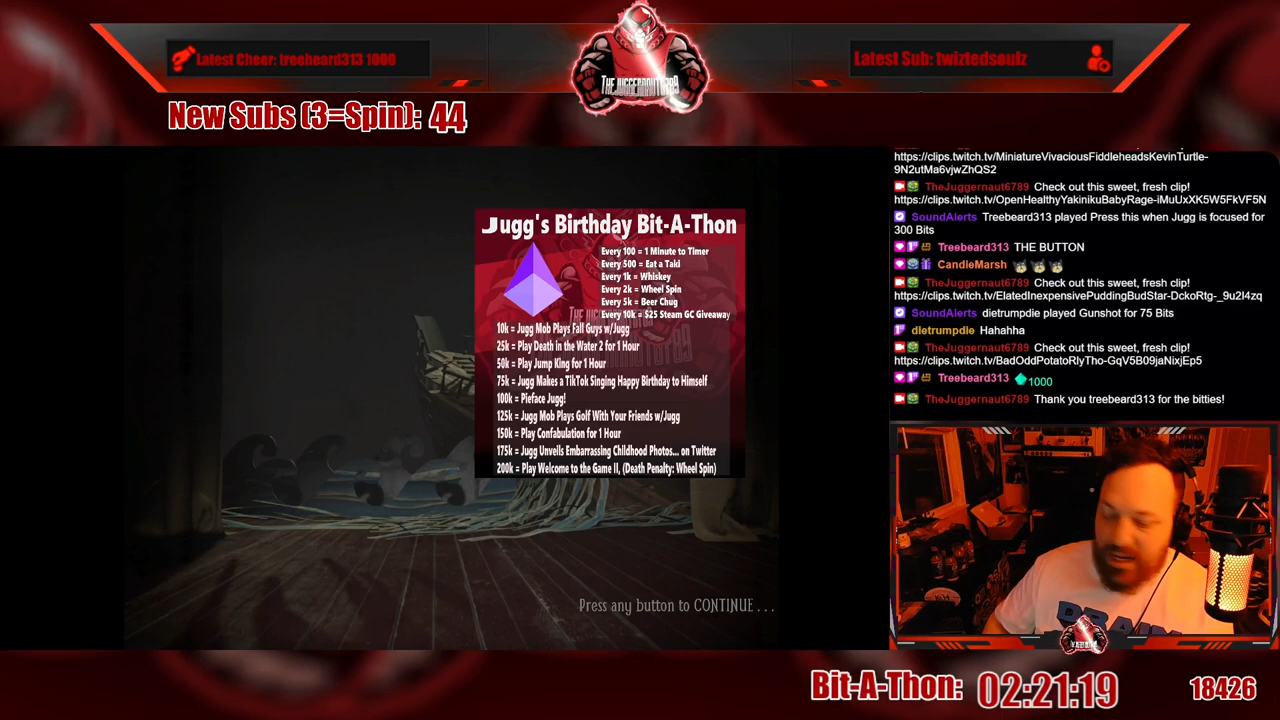 Latest Cheer: treebeard313 1000
THEJUGGERNAUT6789
Latest Sub: twiztedsoulz
New Subs (3=Spin): 44
Jugg's Birthday Bit-A-Thon
Every 100 = 1 Minute to Timer
Every 500 = Eat a Taki
Every 1k = Whiskey
Every 2k = Wheel Spin
Every 5k = Beer Chug
Every 10k = $25 Steam GC Giveaway
10k = Jugg Mob Plays Fall Guys w/Jugg
25k = Play Death in the Water 2 for 1 Hour
50k = Play Jump King for 1 Hour
75k = Jugg Makes a TikTok Singing Happy Birthday to Himself
100k = Pieface Jugg!
125k = Jugg Mob Plays Golf With Your Friends w/Jugg
150k = Play Confabulation for 1 Hour
175k = Jugg Unveils Embarrassing Childhood Photos... on Twitter
200k = Play Welcome to the Game II, (Death Penalty: Wheel Spin)
Press any button to CONTINUE . . .
https://clips.twitch.tv/MiniatureVivaciousFiddleheadsKevinTurtle-
9N2utMa6vjwZhQS2
TheJuggernaut6789 Check out this sweet, fresh clip!
https://clips.twitch.tv/OpenHealthyYakinikuBabyRage-iMuUxXK5W5FkVF5N
SoundAlerts Treebeard313 played Press this when Jugg is focused for
300 Bits
Treebeard313 THE BUTTON
CandleMarsh
TheJuggernaut6789 Check out this sweet, fresh clip!
https://clips.twitch.tv/ElatedInexpensivePuddingBudStar-DckoRtg-_9u2I4zq
SoundAlerts dietrumpdie played Gunshot for 75 Bits
dietrumpdie Hahahha
TheJuggernaut6789 Check out this sweet, fresh clip!
https://clips.twitch.tv/BadOddPotatoRlyTho-GqV5B09jaNixjEp5
Treebeard313 1000
TheJuggernaut6789 Thank you treebeard313 for the bitties!
Bit-A-Thon: 02:21:19 18426